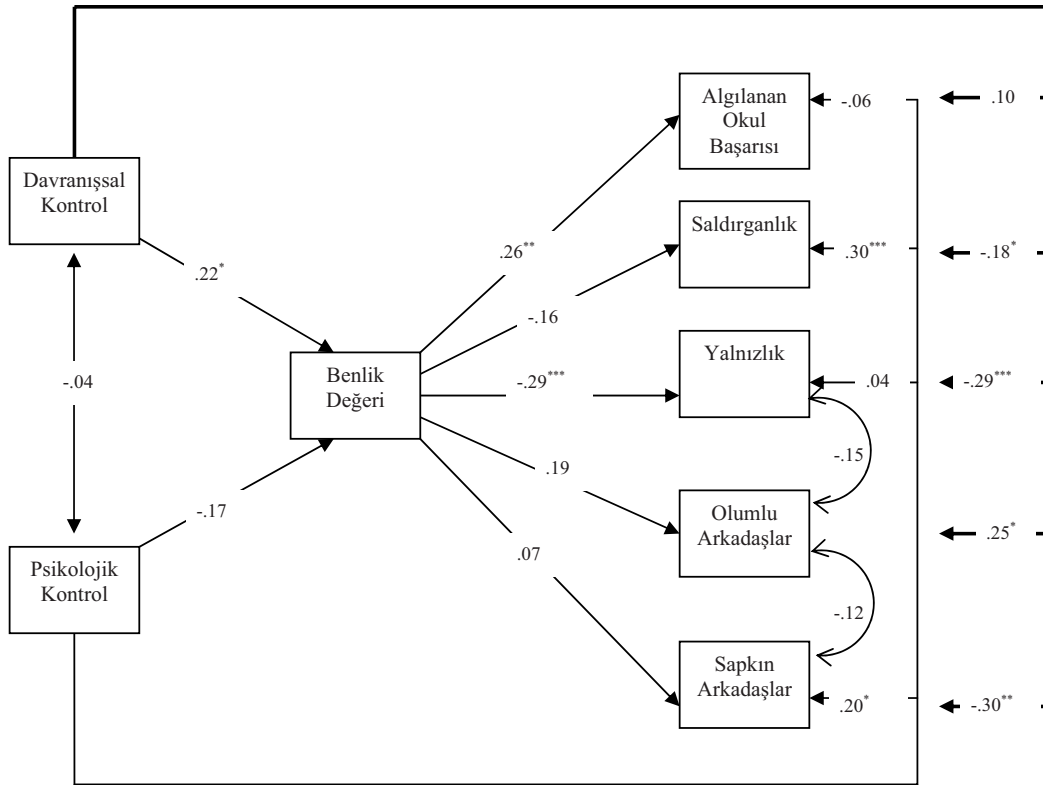 Algılanan
Okul
Başarısı
-.06
.10
Davranışsal
Kontrol
Saldırganlık
.30***
-.18*
.26**
.22*
-.16
Yalnızlık
.04
-.29***
Benlik
Değeri
-.29***
-.04
-.15
.19
Olumlu
Arkadaşlar
.25*
-.17
.07
Psikolojik
Kontrol
-.12
Sapkın
Arkadaşlar
.20*
-.30**